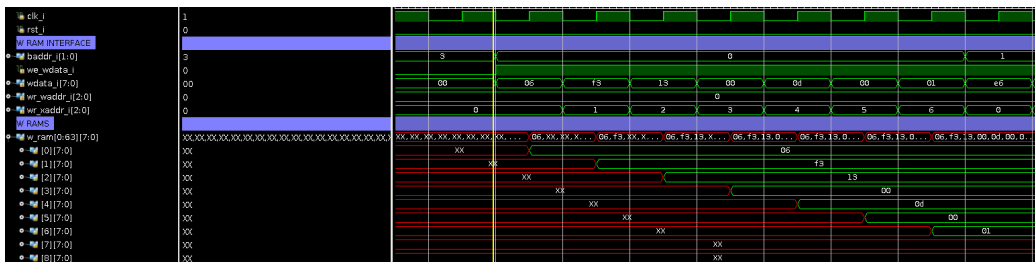 clk_i 1
rst_i 0
W RAM INTERFACE
baddr_i[1:0] 3 3 0 1
we_wdata_i 0
wdata_i[7:0] 00 00 06 f3 13 00 0d 00 01 e6
wr_waddr_i[2:0] 0 0
wr_xaddr_i[2:0] 0 0 1 2 3 4 5 6 0
W RAMS
w_ram[0:63][7:0] XX,XX,XX,XX,XX,XX,XX,XX,XX,XX,XX,XX,XX,XX,XX,XX,XX,XX, XX,XX,XX,XX,XX,XX,XX,XX,... 06,XX,XX,X... 06,f3,XX,X... 06,f3,13,X... 06,f3,13,0... 06,f3,13,0... 06,f3,13,0... 06,f3,13,00,0d,00,0...
[0][7:0] XX XX 06
[1][7:0] XX XX f3
[2][7:0] XX XX 13
[3][7:0] XX XX 00
[4][7:0] XX XX 0d
[5][7:0] XX XX 00
[6][7:0] XX XX 01
[7][7:0] XX XX
[8][7:0] XX XX